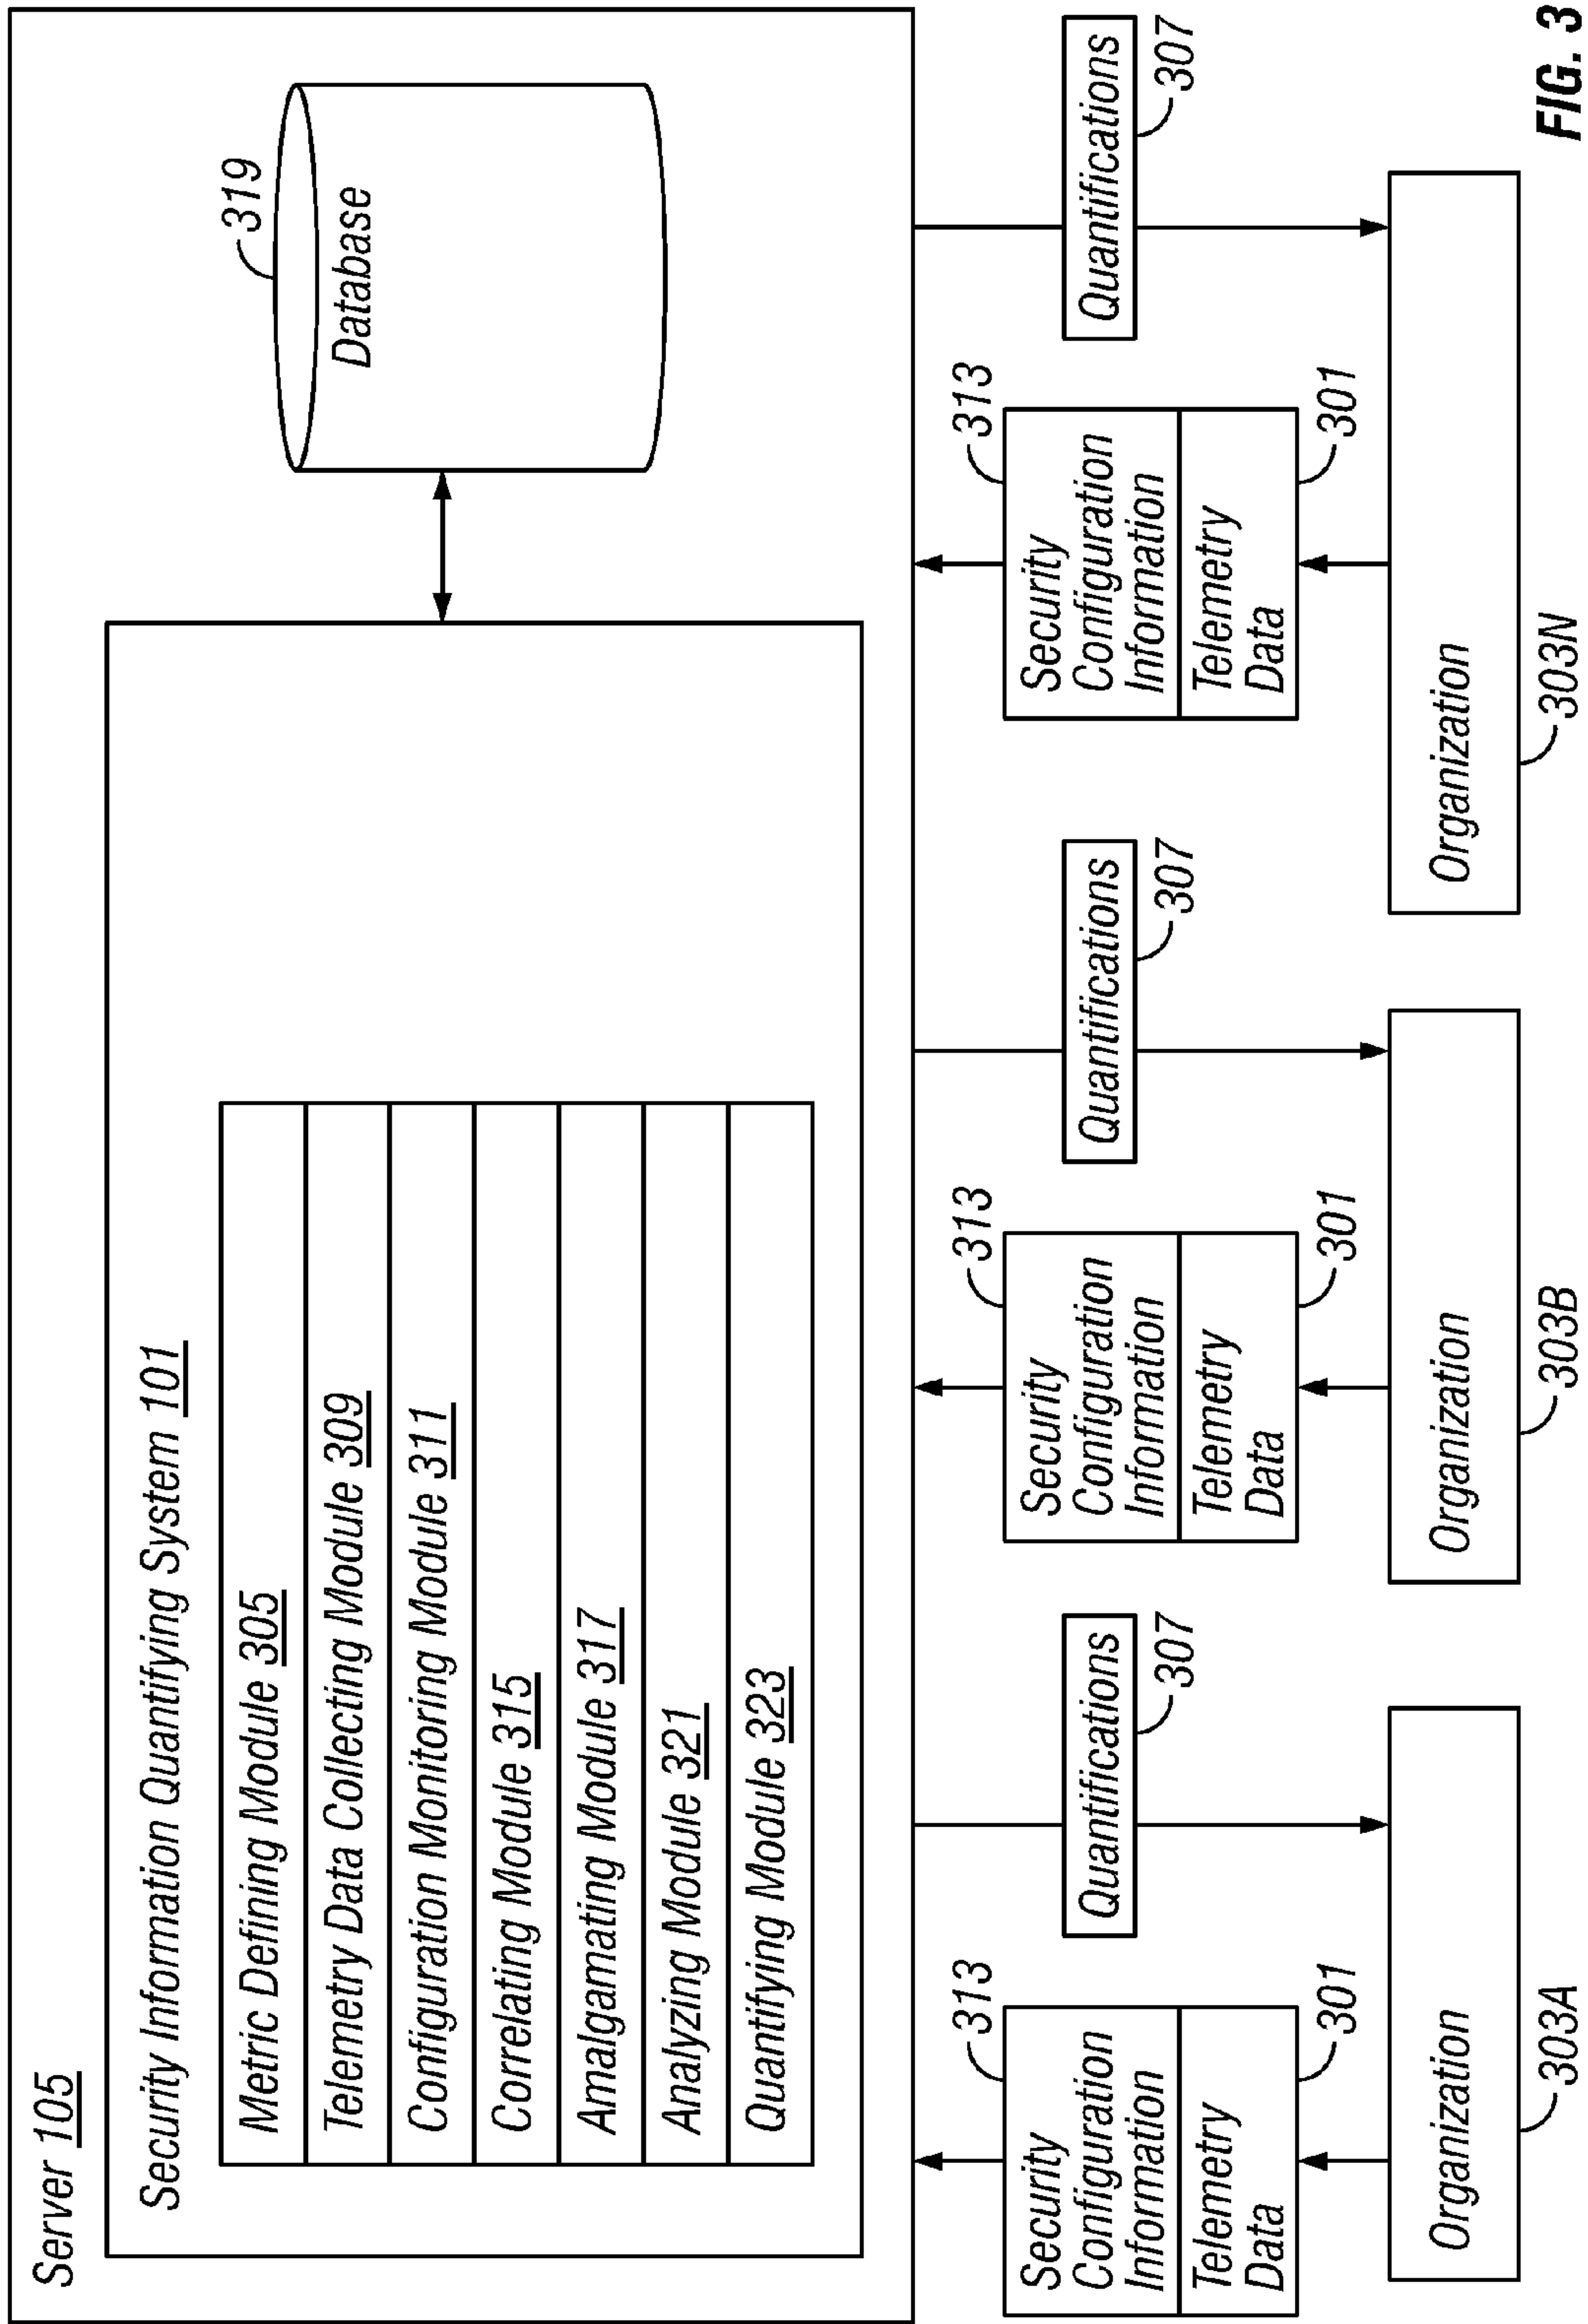 Server 105
Security Information Quantifying System 101
Metric Defining Module 305
Telemetry Data Collecting Module 309
Configuration Monitoring Module 311
Correlating Module 315
Amalgamating Module 317
Analyzing Module 321
Quantifying Module 323
319
Database
313
Security
Configuration
Information
Telemetry
Data
301
Quantifications
307
Organization
303A
313
Security
Configuration
Information
Telemetry
Data
301
Quantifications
307
Organization
303B
313
Security
Configuration
Information
Telemetry
Data
301
Quantifications
307
Organization
303N
FIG. 3